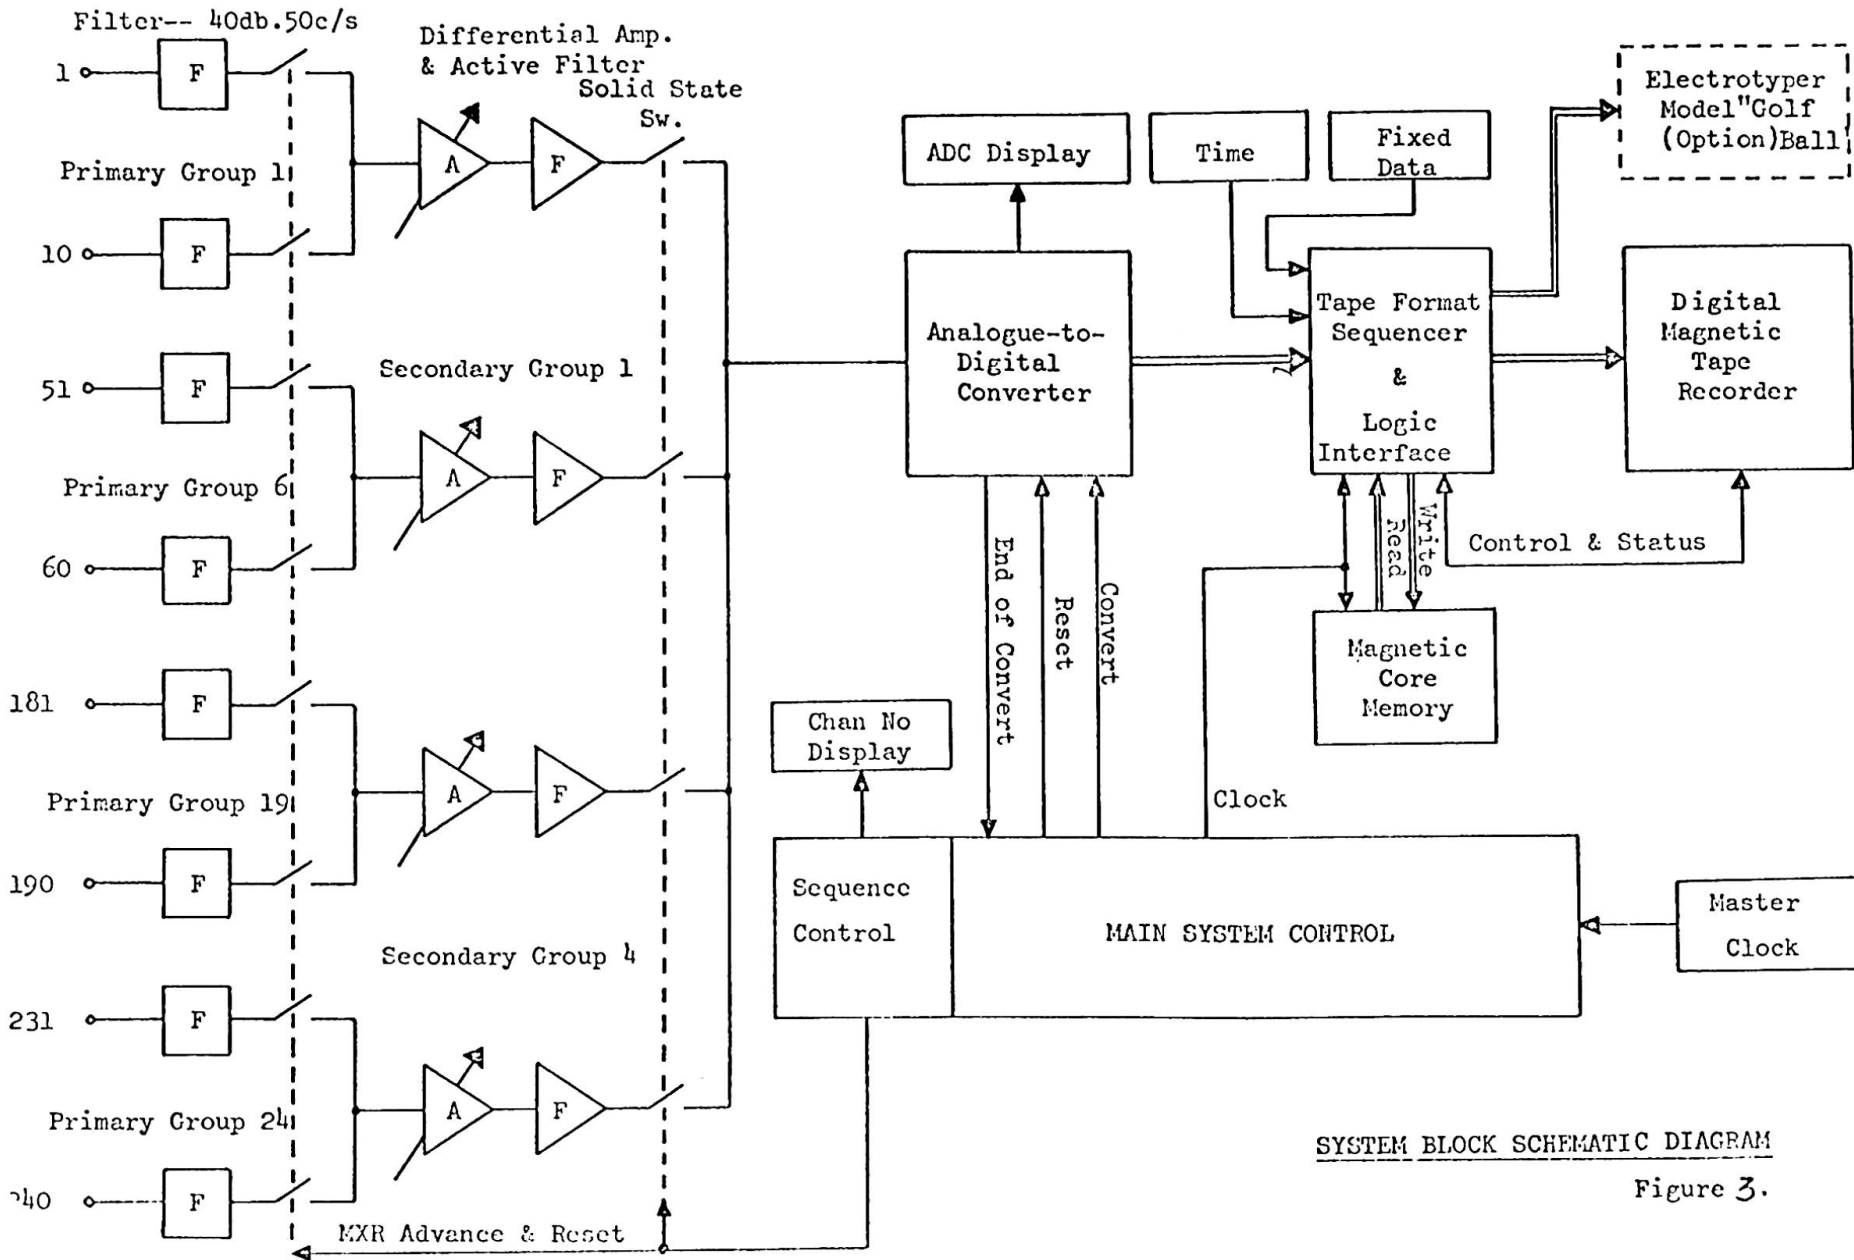 Filter-- 40db.50c/s
1
F
Differential Amp.
& Active Filter
Solid State
Sw.
Primary Group 1
A
F
10
F
51
F
Secondary Group 1
Primary Group 6
A
F
60
F
181
F
Primary Group 19
A
F
190
F
Secondary Group 4
231
F
Primary Group 24
A
F
F
MXR Advance & Reset
ADC Display
Time
Fixed
Data
Electrotyper
Model"Golf
(Option)Ball
Analogue-to-
Digital
Converter
Tape Format
Sequencer
&
Logic
Interface
Digital
Magnetic
Tape
Recorder
End of Convert
Reset
Convert
Read
Write
Control & Status
Magnetic
Core
Memory
Chan No
Display
Clock
Sequence
Control
MAIN SYSTEM CONTROL
Master
Clock
SYSTEM BLOCK SCHEMATIC DIAGRAM
Figure 3.